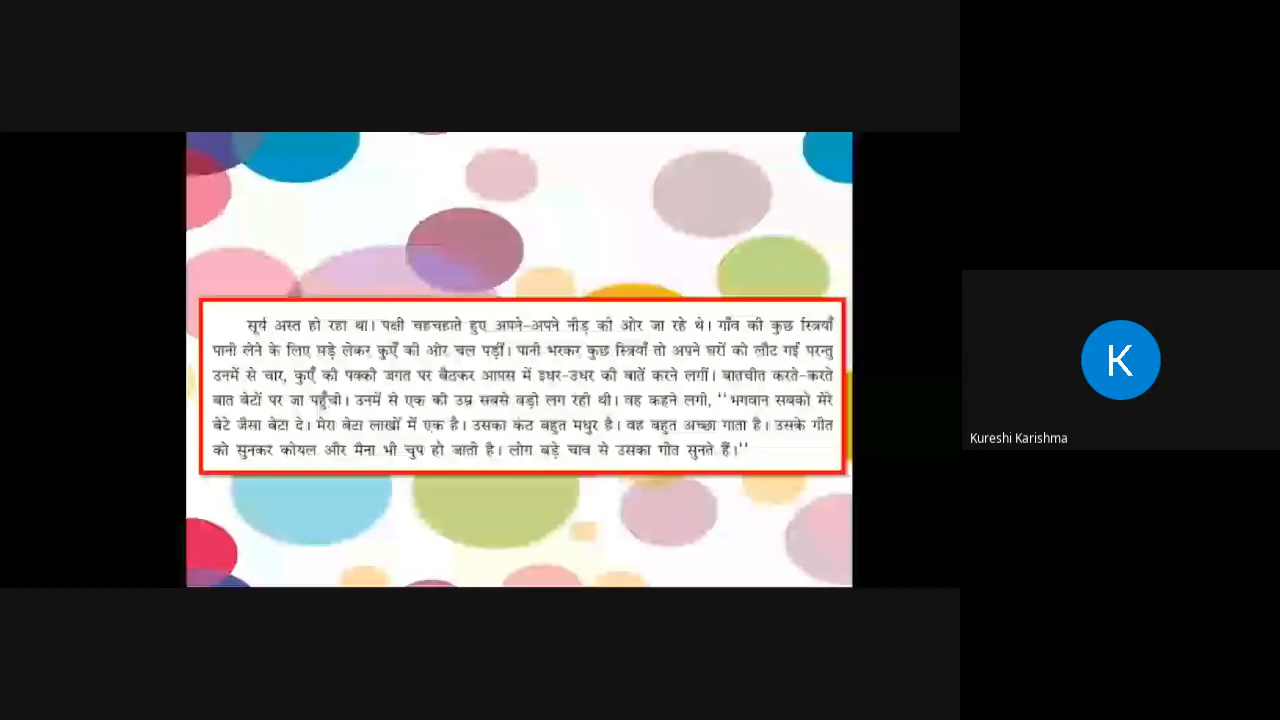 सूर्य अस्त हो रहा था। पक्षी चहचहाते हुए अपने-अपने नीड़ की ओर जा रहे थे। गाँव की कुछ स्त्रियाँ
पानी लेने के लिए घड़े लेकर कुएँ की ओर चल पड़ीं। पानी भरकर कुछ स्त्रियाँ तो अपने घरों को लौट गईं परन्तु
उनमें से चार, कुएँ की पक्की जगत पर बैठकर आपस में इधर-उधर की बातें करने लगीं। बातचीत करते-करते
बात बेटों पर जा पहुँची। उनमें से एक की उम्र सबसे बड़ी लग रही थी। वह कहने लगी, ''भगवान सबको मेरे
बेटे जैसा बेटा दे। मेरा बेटा लाखों में एक है। उसका कंठ बहुत मधुर है। वह बहुत अच्छा गाता है। उसके गीत
को सुनकर कोयल और मैना भी चुप हो जाती है। लोग बड़े चाव से उसका गीत सुनते हैं।''
K
Kureshi Karishma